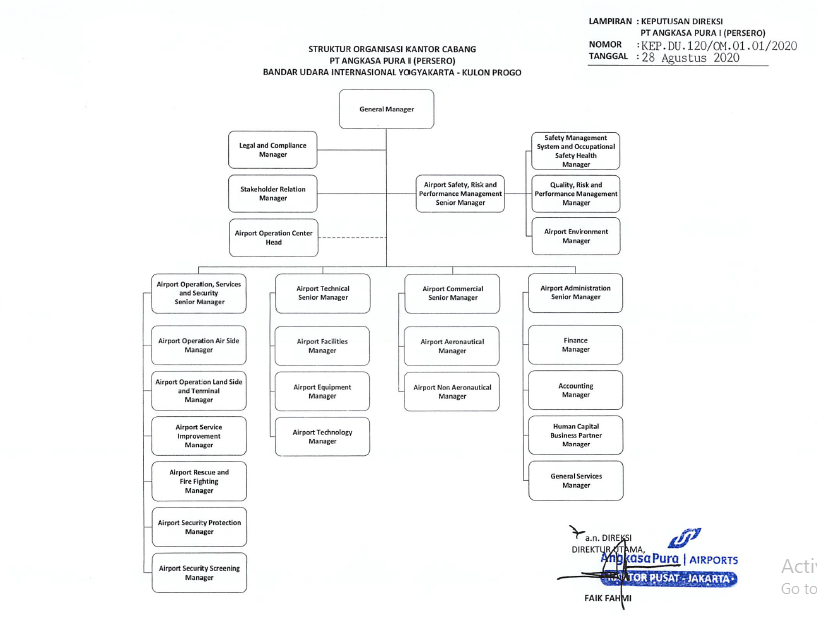 LAMPIRAN : KEPUTUSAN DIREKSI
PT ANGKASA PURA I (PERSERO)
NOMOR : KEP.DU.120/OM.01.01/2020
TANGGAL : 28 Agustus 2020
STRUKTUR ORGANISASI KANTOR CABANG
PT ANGKASA PURA II (PERSERO)
BANDAR UDARA INTERNASIONAL YOGYAKARTA - KULON PROGO
General Manager
Legal and Compliance
Manager
Safety Management
System and Occupational
Safety Health
Manager
Stakeholder Relation
Manager
Airport Safety, Risk and
Performance Management
Senior Manager
Quality, Risk and
Performance Management
Manager
Airport Operation Center
Head
Airport Environment
Manager
Airport Operation, Services
and Security
Senior Manager
Airport Technical
Senior Manager
Airport Commercial
Senior Manager
Airport Administration
Senior Manager
Airport Operation Air Side
Manager
Airport Facilities
Manager
Airport Aeronautical
Manager
Finance
Manager
Airport Operation Land Side
and Terminal
Manager
Airport Equipment
Manager
Airport Non Aeronautical
Manager
Accounting
Manager
Airport Service
Improvement
Manager
Airport Technology
Manager
Human Capital
Business Partner
Manager
Airport Rescue and
Fire Fighting
Manager
General Services
Manager
Airport Security Protection
Manager
Airport Security Screening
Manager
a.n. DIREKSI
DIREKTUR UTAMA,
Angkasa Pura | AIRPORTS
KANTOR PUSAT - JAKARTA
FAIK FAHMI
Go to